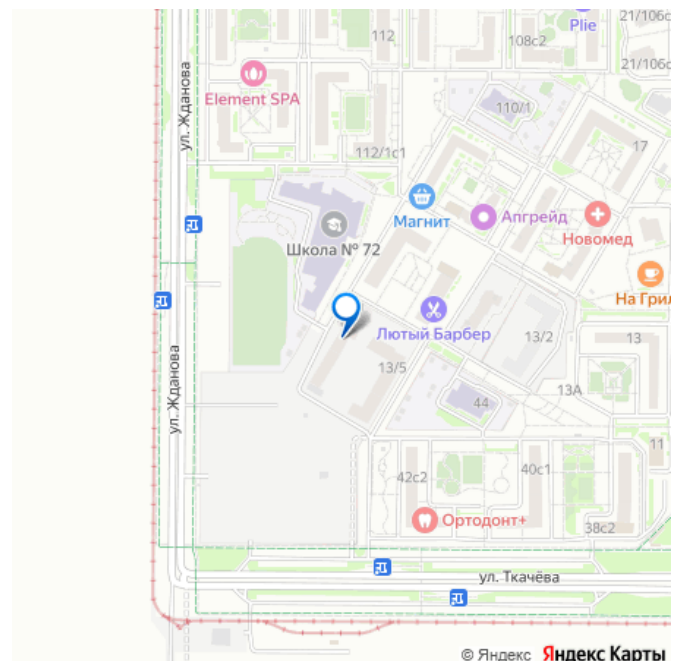 Plie
21/106с
112
108с2
21/106с
ул. Жданова
Element SPA
110/1
17
112/1с1
Магнит
Апгрейд
Новомед
Школа № 72
На Гри
Лютый Барбер
13/2
13
ул. Жданова
13/5
13А
44
11
42с2
40с1
Ортодонт+
38с2
ул. Ткачёва
© Яндекс Яндекс Карты